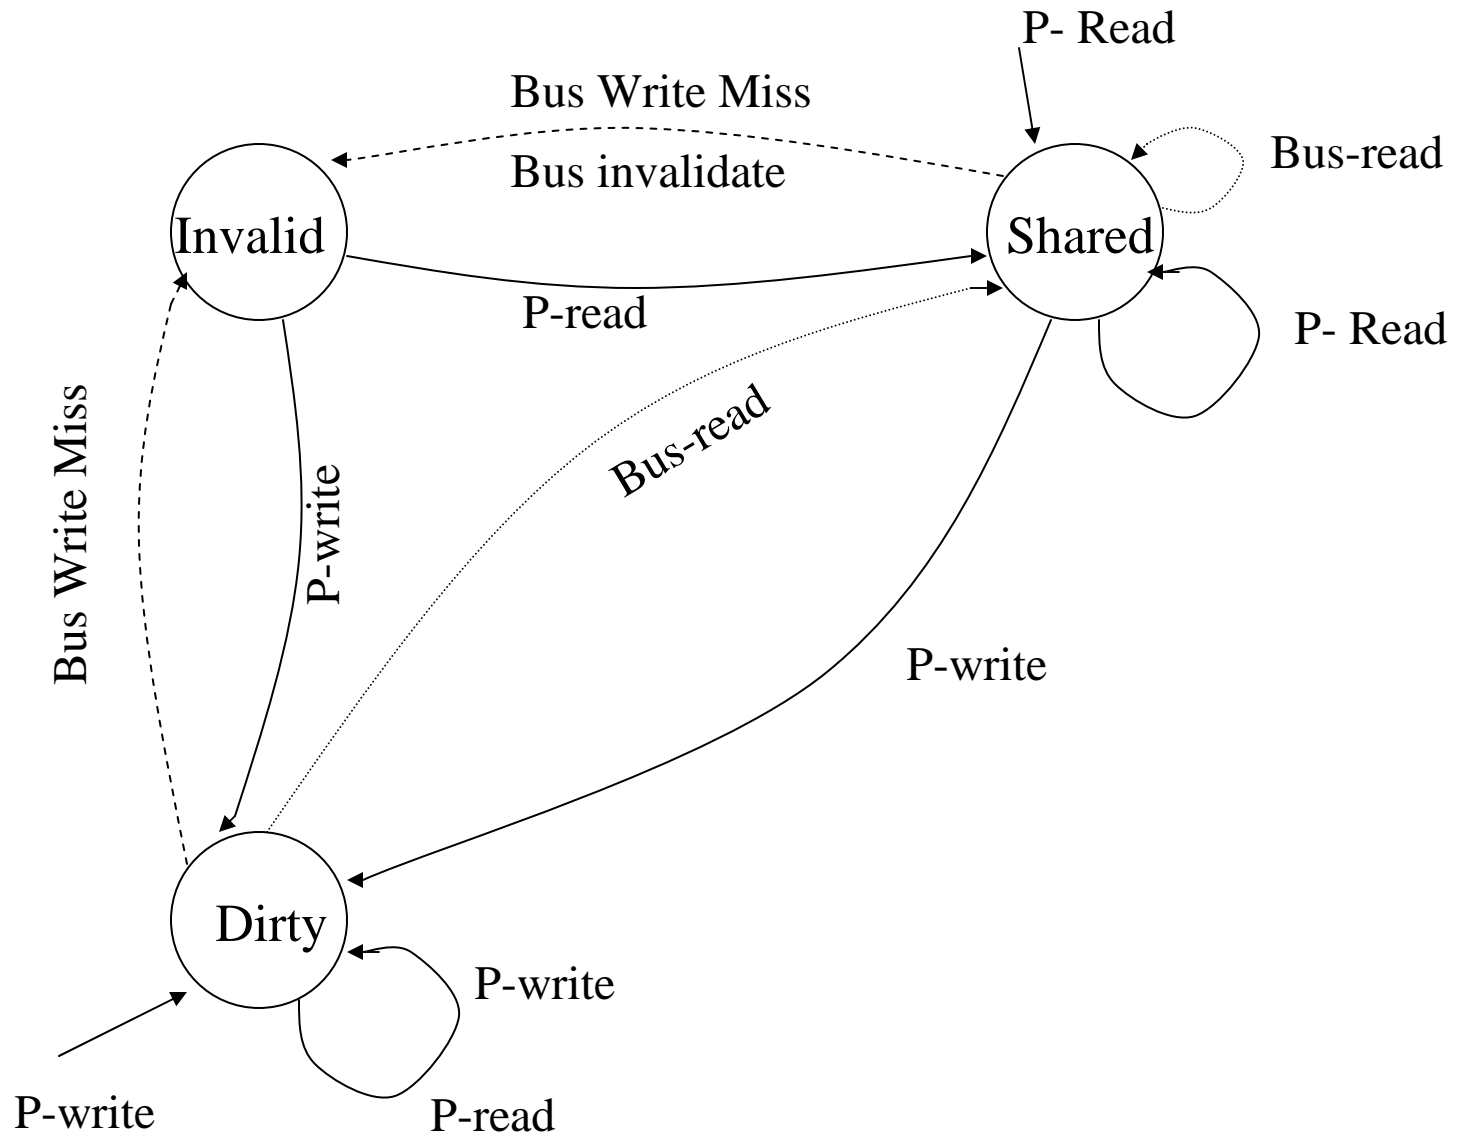 P- Read
Bus Write Miss
Bus-read
Bus invalidate
Invalid
Shared
P-read
P- Read
Bus-read
Bus Write Miss
P-write
P-write
Dirty
P-write
P-write
P-read